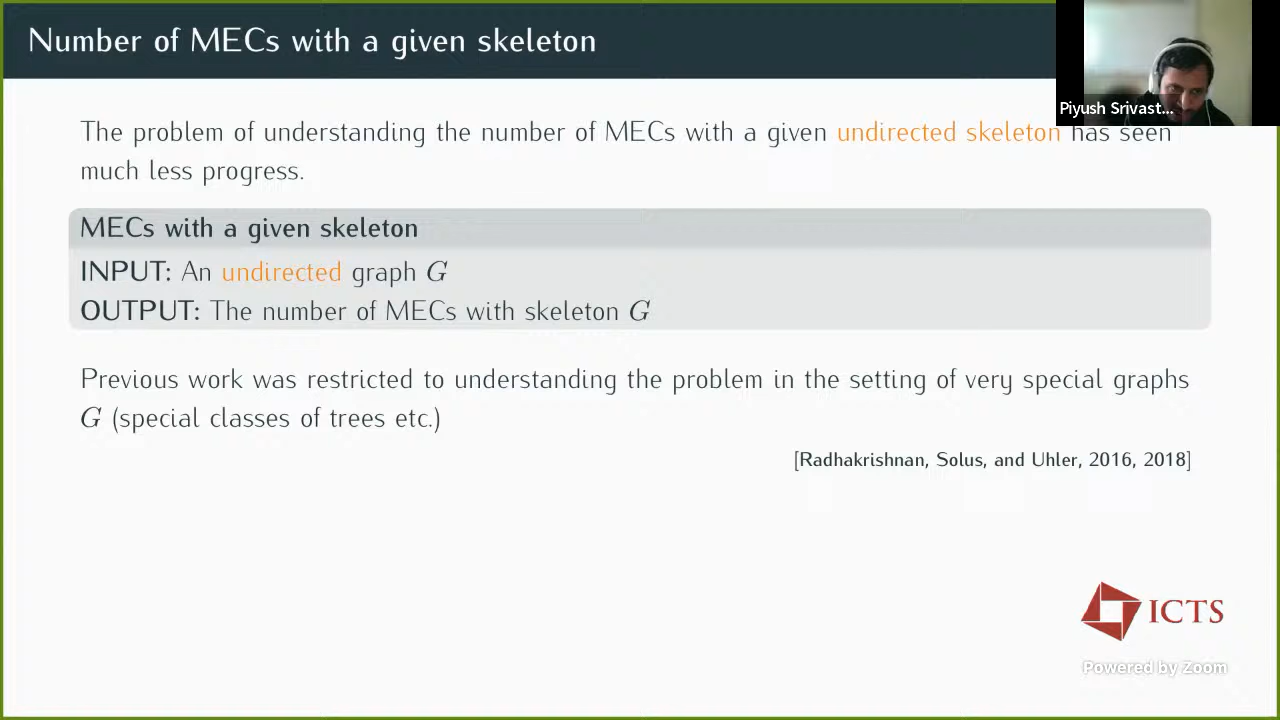 Number of MECs with a given skeleton
Piyush Srivast...
The problem of understanding the number of MECs with a given undirected skeleton has seen
much less progress.
MECs with a given skeleton
INPUT: An undirected graph G
OUTPUT: The number of MECs with skeleton G
Previous work was restricted to understanding the problem in the setting of very special graphs
G (special classes of trees etc.)
[Radhakrishnan, Solus, and Uhler, 2016, 2018]
ICTS
Powered by Zoom